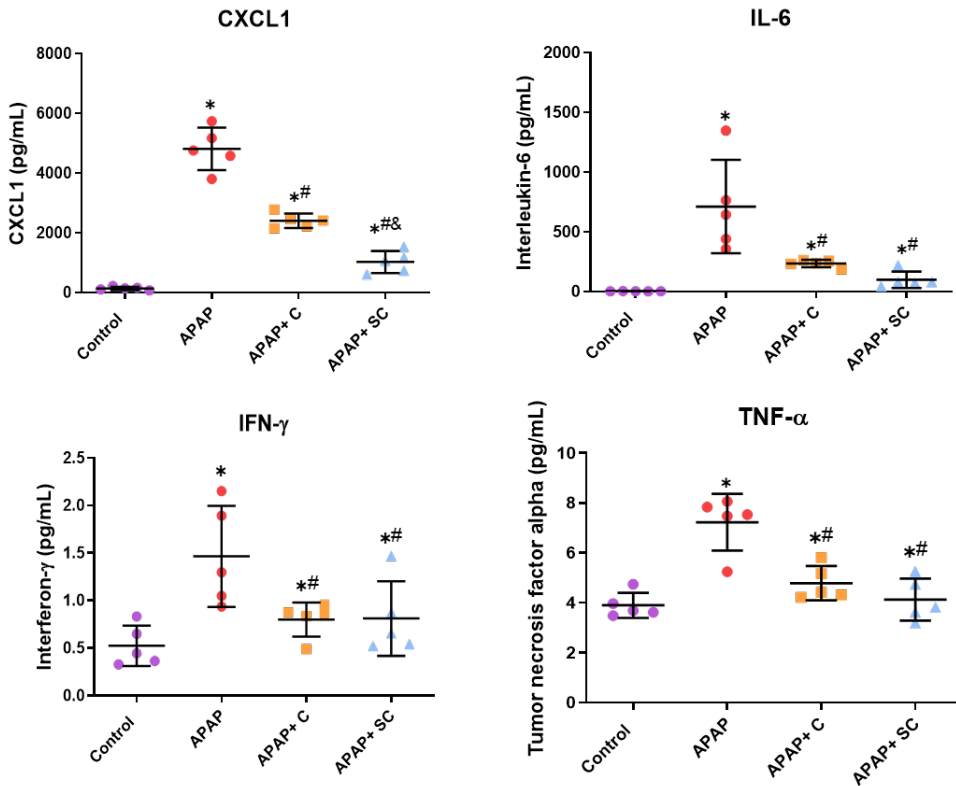 CXCL1
CXCL1 (pg/mL)
8000
6000
4000
2000
0
*
*#
*#&
Control
APAP
APAP+ C
APAP+ SC
IL-6
Interleukin-6 (pg/mL)
2000
1500
1000
500
0
*
*#
*#
Control
APAP
APAP+ C
APAP+ SC
IFN-γ
Interferon-γ (pg/mL)
2.5
2.0
1.5
1.0
0.5
0.0
*
*#
*#
Control
APAP
APAP+ C
APAP+ SC
TNF-α
Tumor necrosis factor alpha (pg/mL)
10
8
6
4
2
0
*
*#
*#
Control
APAP
APAP+ C
APAP+ SC